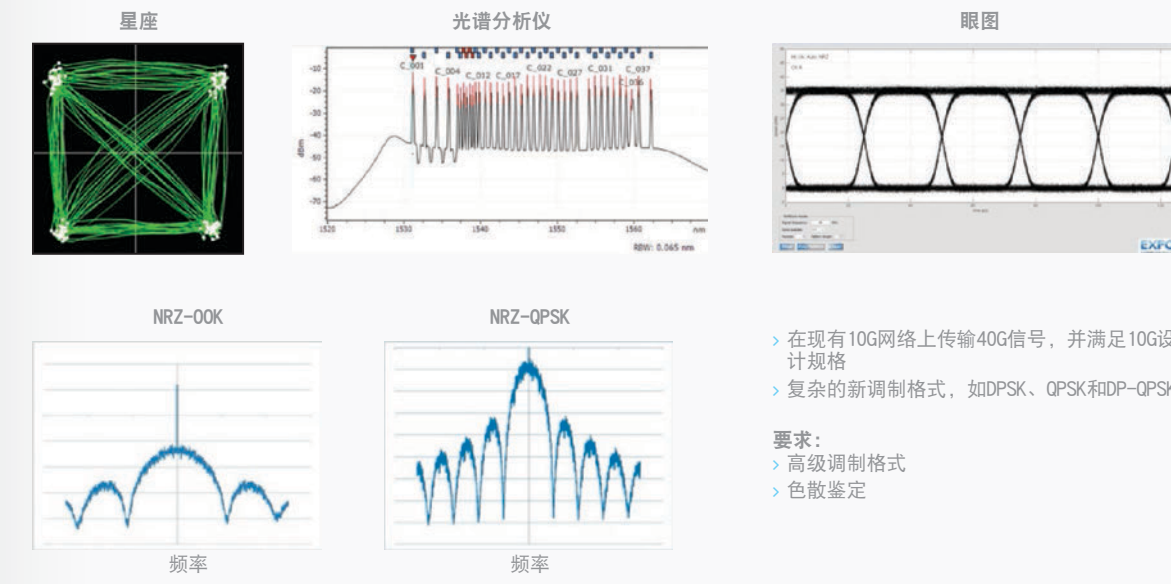 星座
光谱分析仪
眼图
C_001
C_004
C_012
C_017
C_022
C_027
C_031
C_037
C_036
-10
-20
-30
-40
-50
-60
-70
dBm
1520
1530
1540
1550
1560
nm
RBW: 0.065 nm
EXFO
NRZ-OOK
NRZ-QPSK
频率
频率
› 在现有10G网络上传输40G信号，并满足10G设
计规格
› 复杂的新调制格式，如DPSK、QPSK和DP-QPSK
要求：
› 高级调制格式
› 色散鉴定